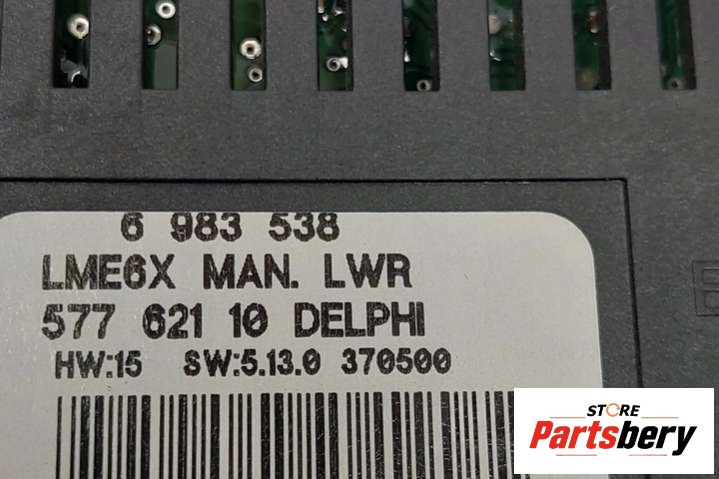 6 983 538
LME6X MAN. LWR
577 621 10 DELPHI
HW:15 SW:5.13.0 370500
STORE
Partsbery